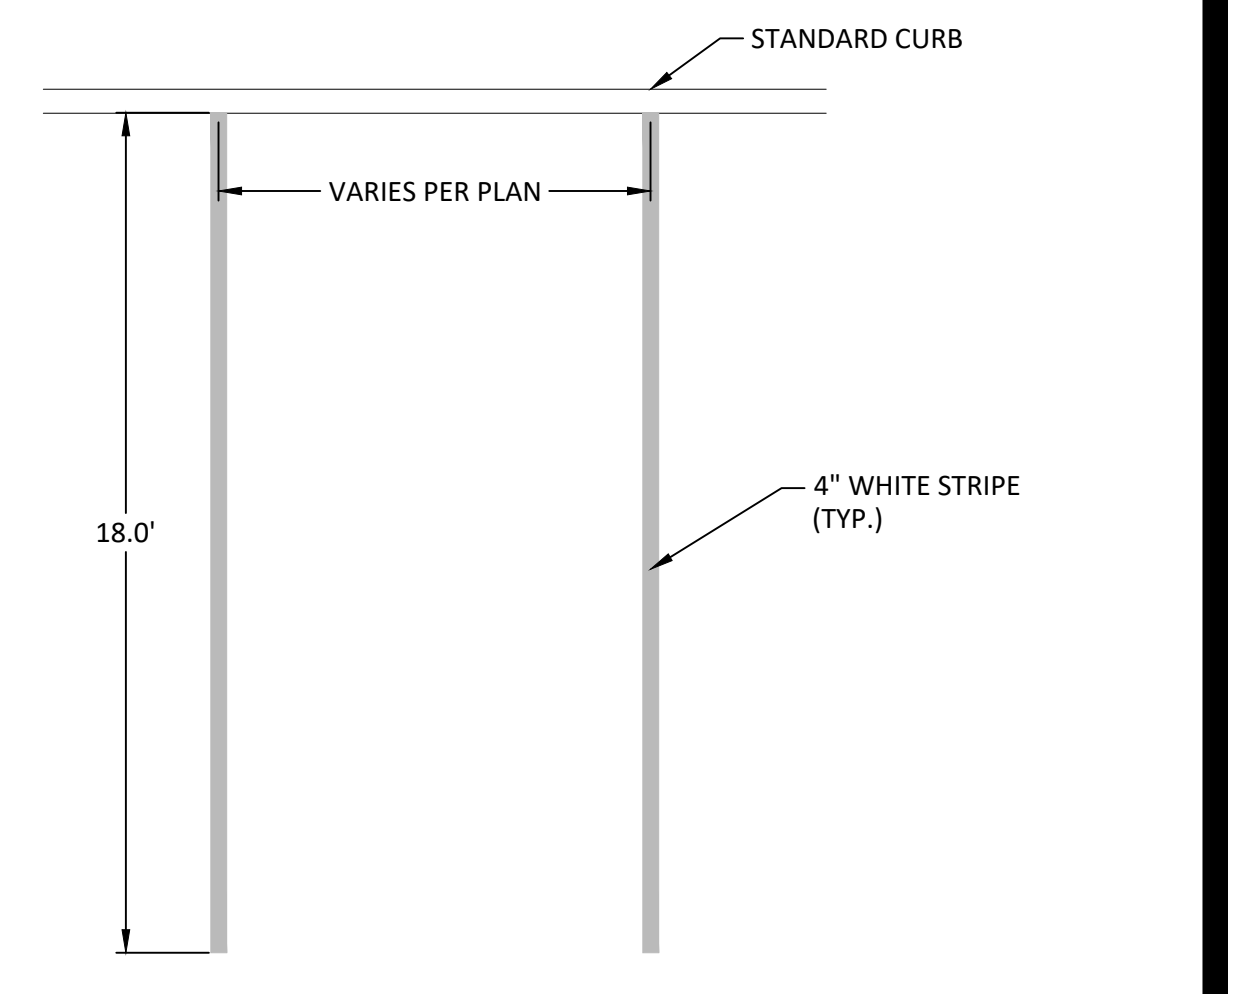 STANDARD CURB
VARIES PER PLAN
4" WHITE STRIPE
(TYP.)
18.0'